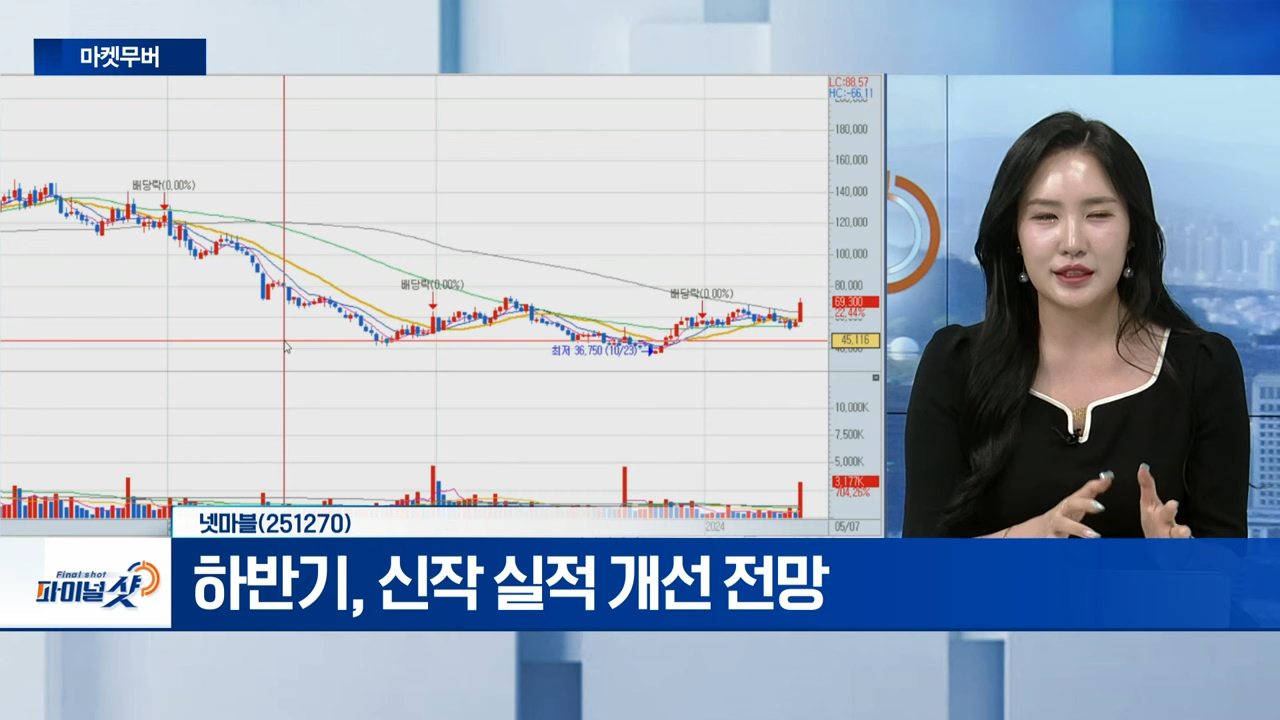 마켓무버
LC:88.57
HC:-66.11
180,000
160,000
140,000
120,000
100,000
80,000
69,300
22.44%
45,116
배당락(0.00%)
배당락(0.00%)
배당락(0.00%)
최저 36,750 (10/23)
10,000K
7,500K
5,000K
3,177K
704.26%
2024
05/07
넷마블(251270)
Final shot
파이널샷
하반기, 신작 실적 개선 전망